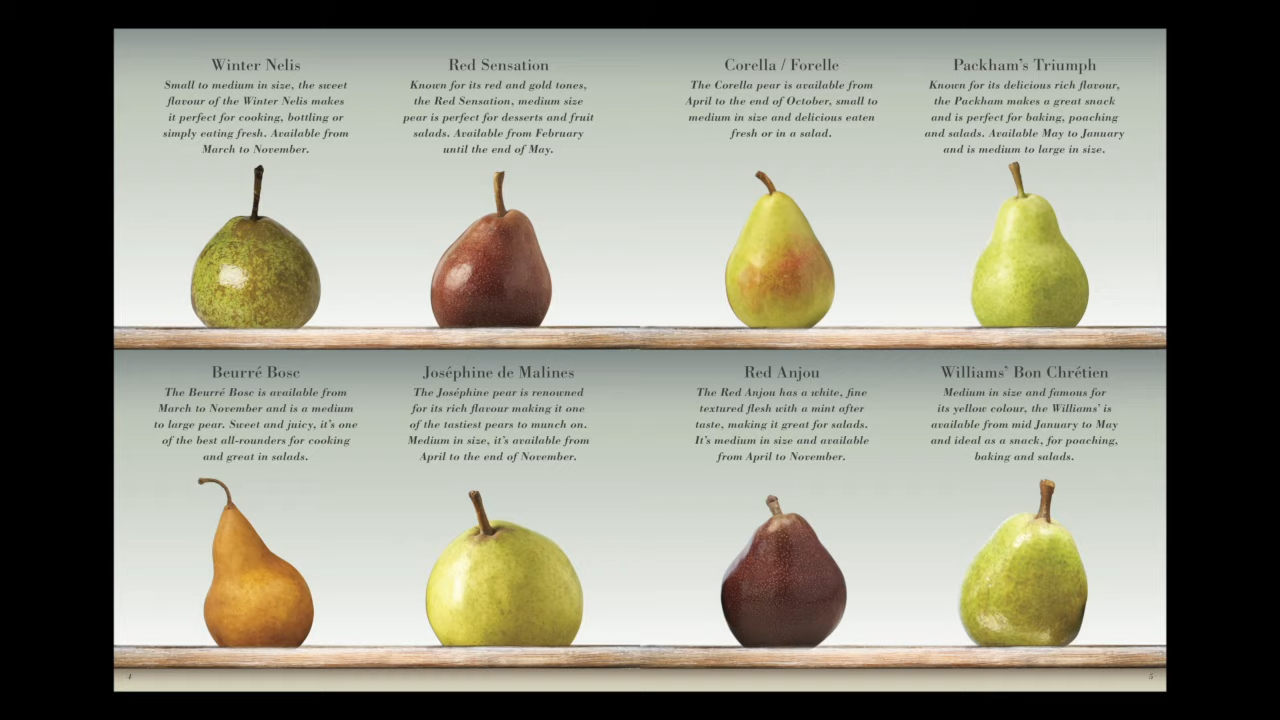 Winter Nelis
Small to medium in size, the sweet
flavour of the Winter Nelis makes
it perfect for cooking, bottling or
simply eating fresh. Available from
March to November.
Red Sensation
Known for its red and gold tones,
the Red Sensation, medium size
pear is perfect for desserts and fruit
salads. Available from February
until the end of May.
Corella / Forelle
The Corella pear is available from
April to the end of October, small to
medium in size and delicious eaten
fresh or in a salad.
Packham's Triumph
Known for its delicious rich flavour,
the Packham makes a great snack
and is perfect for baking, poaching
and salads. Available May to January
and is medium to large in size.
Beurré Bosc
The Beurré Bosc is available from
March to November and is a medium
to large pear. Sweet and juicy, it's one
of the best all-rounders for cooking
and great in salads.
Joséphine de Malines
The Joséphine pear is renowned
for its rich flavour making it one
of the tastiest pears to munch on.
Medium in size, it's available from
April to the end of November.
Red Anjou
The Red Anjou has a white, fine
textured flesh with a mint after
taste, making it great for salads.
It's medium in size and available
from April to November.
Williams' Bon Chrétien
Medium in size and famous for
its yellow colour, the Williams' is
available from mid January to May
and ideal as a snack, for poaching,
baking and salads.
4
5